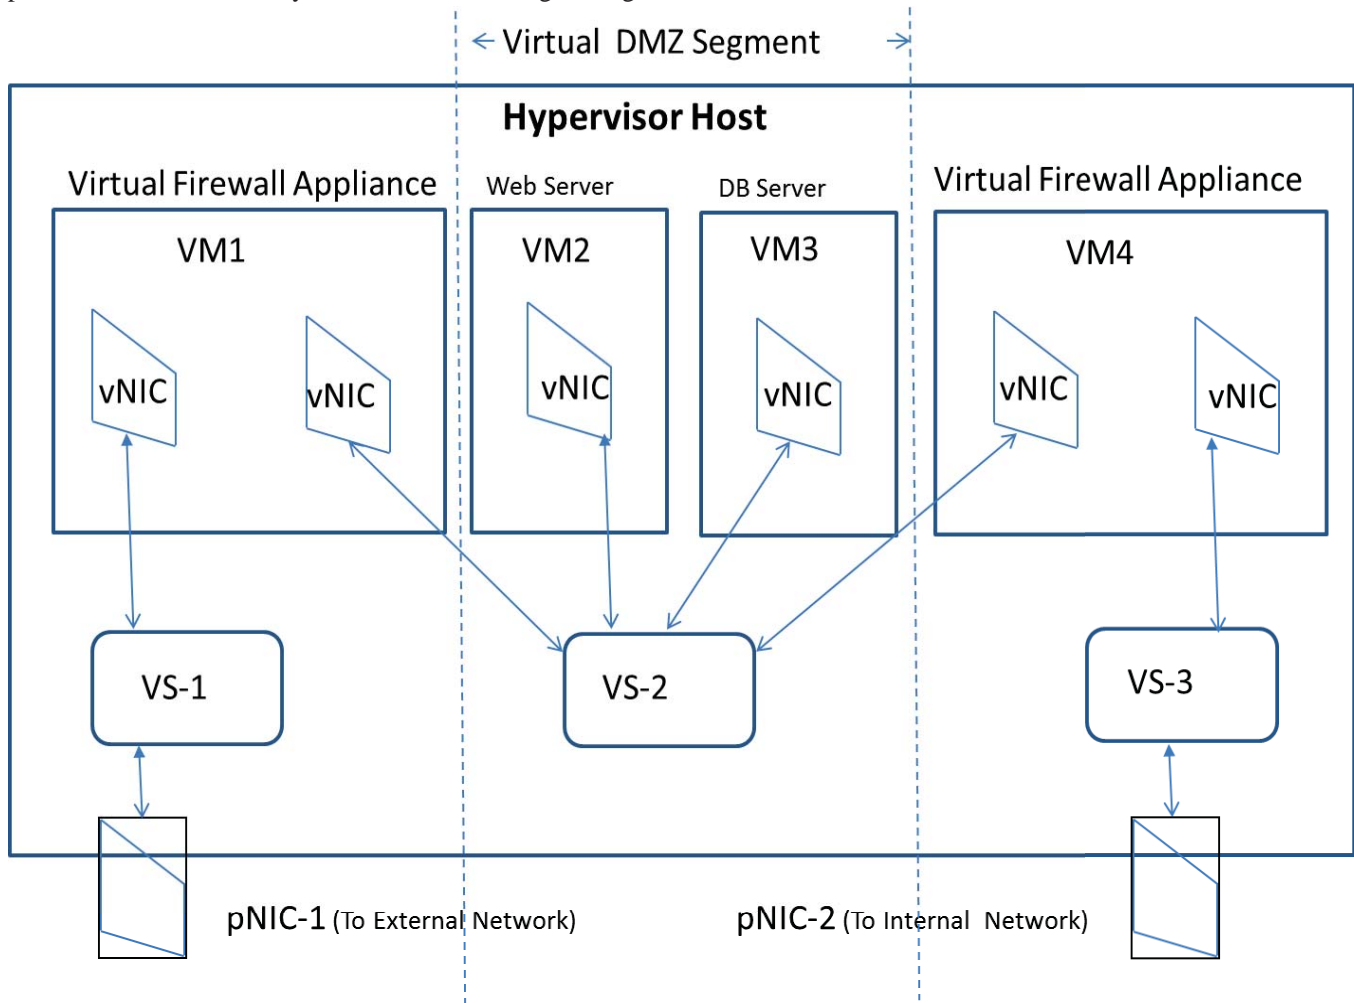 Virtual DMZ Segment
Hypervisor Host
Virtual Firewall Appliance
Web Server
DB Server
Virtual Firewall Appliance
VM1
VM2
VM3
VM4
vNIC
vNIC
vNIC
vNIC
vNIC
vNIC
VS-1
VS-2
VS-3
pNIC-1 (To External Network)
pNIC-2 (To Internal Network)